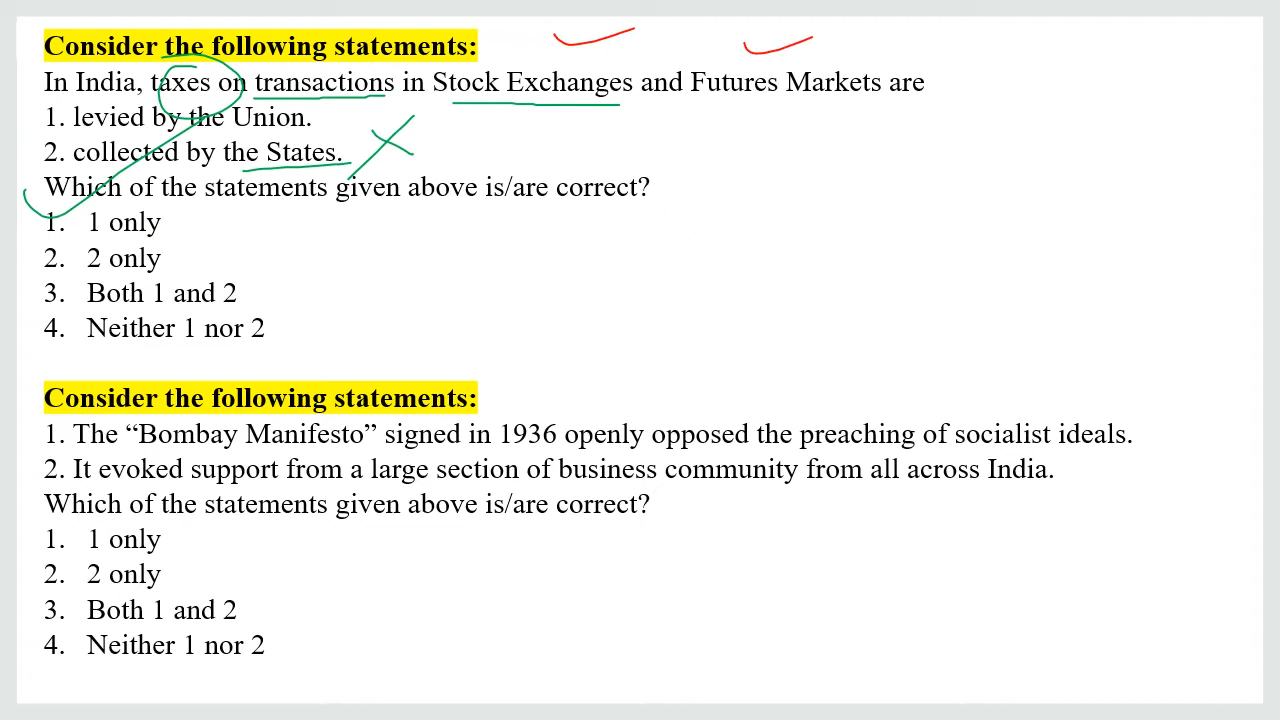 Consider the following statements:
In India, taxes on transactions in Stock Exchanges and Futures Markets are
1. levied by the Union.
2. collected by the States.
Which of the statements given above is/are correct?
1. 1 only
2. 2 only
3. Both 1 and 2
4. Neither 1 nor 2
Consider the following statements:
1. The “Bombay Manifesto” signed in 1936 openly opposed the preaching of socialist ideals.
2. It evoked support from a large section of business community from all across India.
Which of the statements given above is/are correct?
1. 1 only
2. 2 only
3. Both 1 and 2
4. Neither 1 nor 2